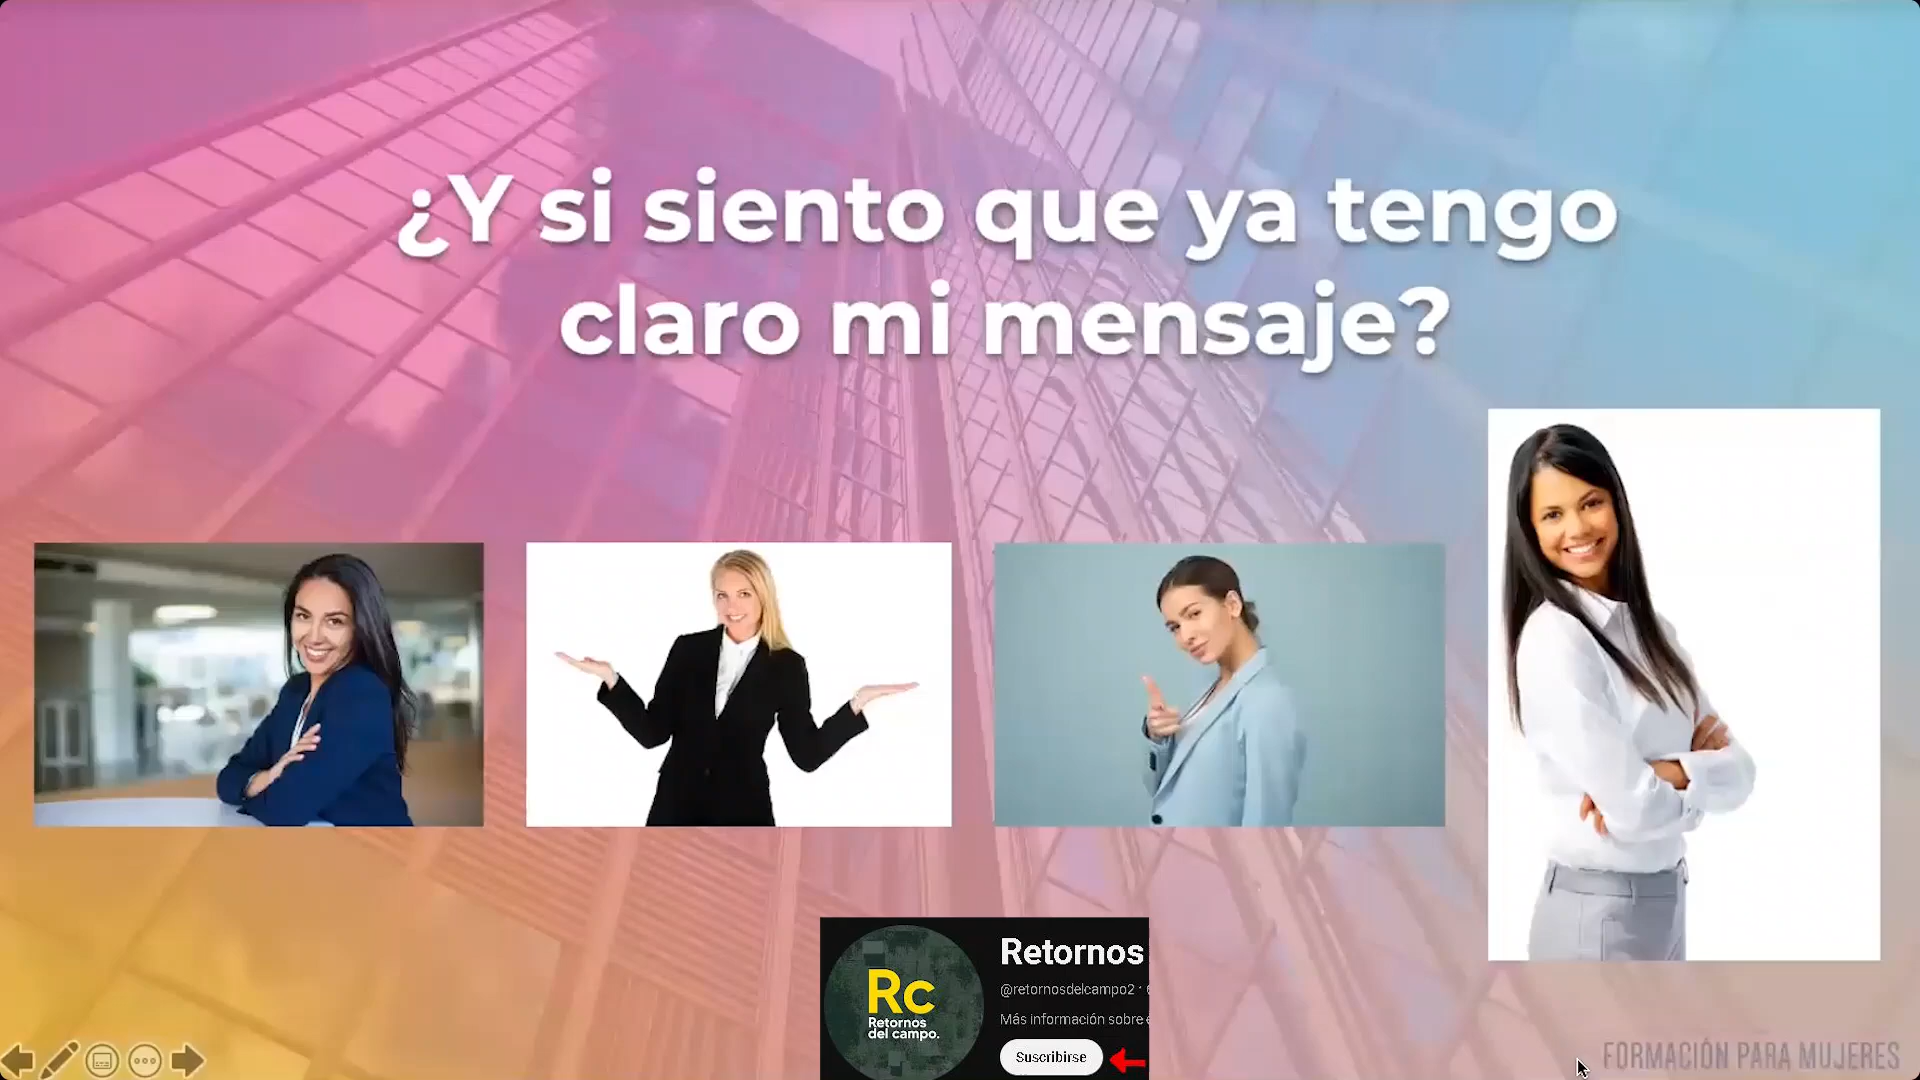 ¿Y si siento que ya tengo
claro mi mensaje?
Rc
Retornos
del campo.
Retornos
@retornosdelcampo2 ·
Más información sobre
Suscribirse
FORMACIÓN PARA MUJERES